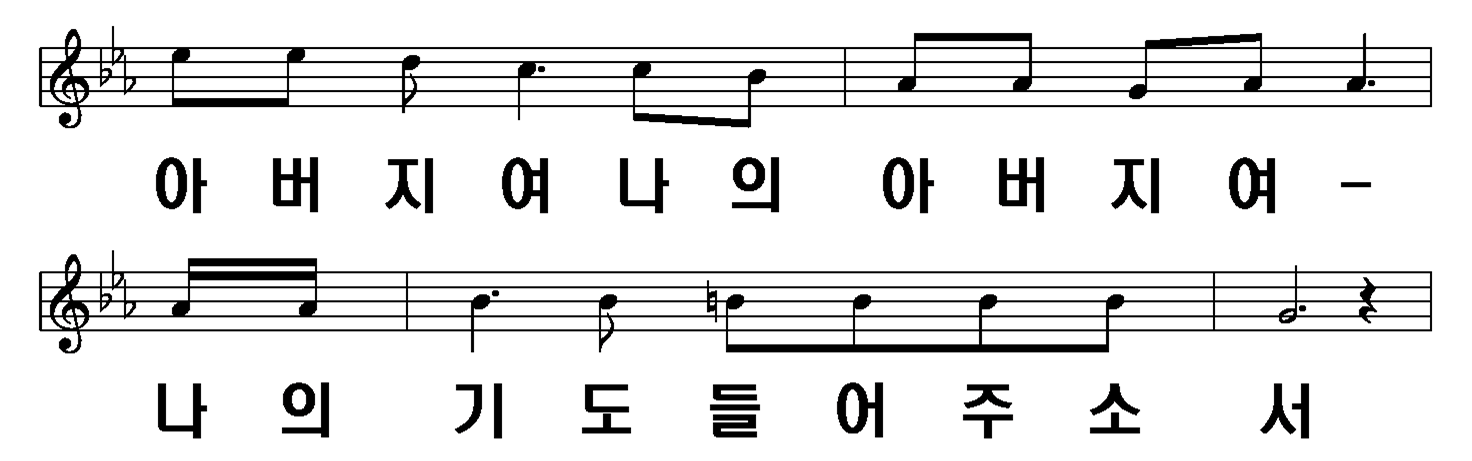 아 버 지 여 나 의 아 버 지 여 -
나 의 기 도 들 어 주 소 서